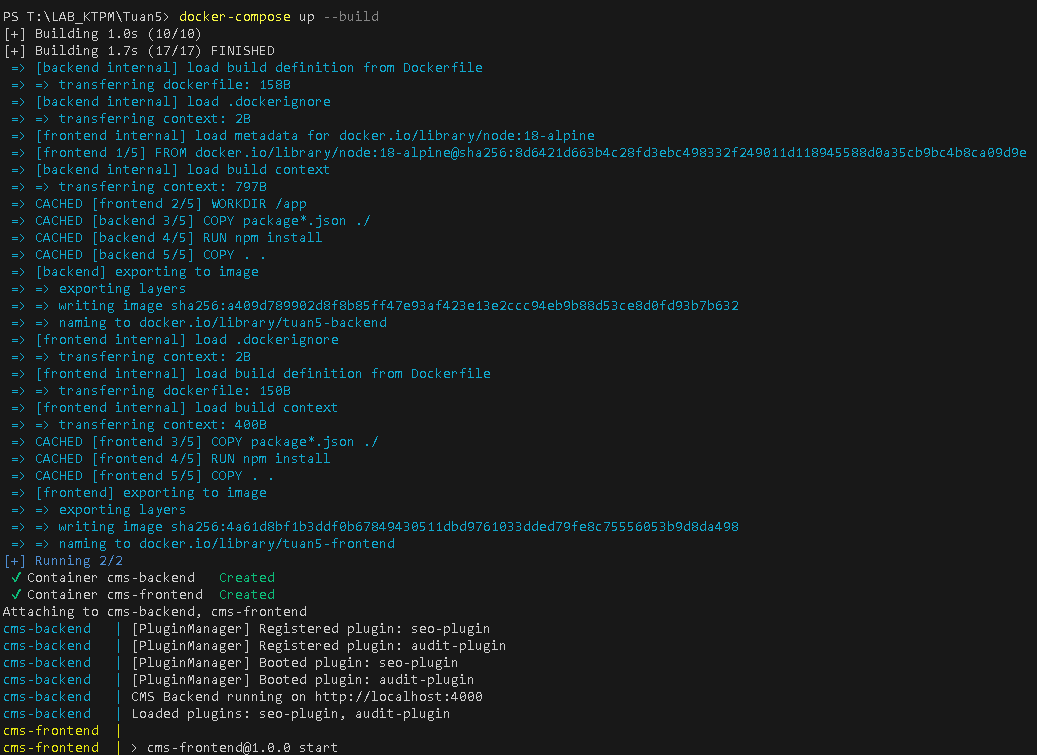 PS T:\LAB_KTPM\Tuan5> docker-compose up --build
[+] Building 1.0s (10/10)
[+] Building 1.7s (17/17) FINISHED
=> [backend internal] load build definition from Dockerfile
=> => transferring dockerfile: 158B
=> [backend internal] load .dockerignore
=> => transferring context: 2B
=> [frontend internal] load metadata for docker.io/library/node:18-alpine
=> [frontend 1/5] FROM docker.io/library/node:18-alpine@sha256:8d6421d663b4c28fd3ebc498332f249011d118945588d0a35cb9bc4b8ca09d9e
=> [backend internal] load build context
=> => transferring context: 797B
=> CACHED [frontend 2/5] WORKDIR /app
=> CACHED [backend 3/5] COPY package*.json ./
=> CACHED [backend 4/5] RUN npm install
=> CACHED [backend 5/5] COPY . .
=> [backend] exporting to image
=> => exporting layers
=> => writing image sha256:a409d789902d8f8b85ff47e93af423e13e2ccc94eb9b88d53ce8d0fd93b7b632
=> => naming to docker.io/library/tuan5-backend
=> [frontend internal] load .dockerignore
=> => transferring context: 2B
=> [frontend internal] load build definition from Dockerfile
=> => transferring dockerfile: 150B
=> [frontend internal] load build context
=> => transferring context: 400B
=> CACHED [frontend 3/5] COPY package*.json ./
=> CACHED [frontend 4/5] RUN npm install
=> CACHED [frontend 5/5] COPY . .
=> [frontend] exporting to image
=> => exporting layers
=> => writing image sha256:4a61d8bf1b3ddf0b67849430511dbd9761033dded79fe8c75556053b9d8da498
=> => naming to docker.io/library/tuan5-frontend
[+] Running 2/2
✓ Container cms-backend Created
✓ Container cms-frontend Created
Attaching to cms-backend, cms-frontend
cms-backend | [PluginManager] Registered plugin: seo-plugin
cms-backend | [PluginManager] Registered plugin: audit-plugin
cms-backend | [PluginManager] Booted plugin: seo-plugin
cms-backend | [PluginManager] Booted plugin: audit-plugin
cms-backend | CMS Backend running on http://localhost:4000
cms-backend | Loaded plugins: seo-plugin, audit-plugin
cms-frontend |
cms-frontend | > cms-frontend@1.0.0 start